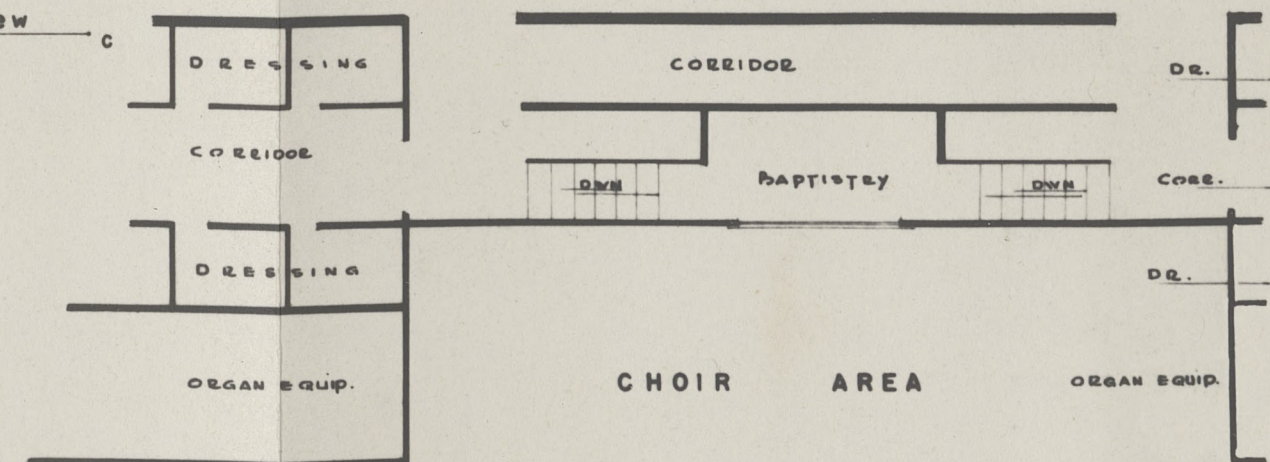 C
DRESSING
CORRIDOR
DR.
CORRIDOR
DWN
BAPTISTRY
DWN
CORR.
DRESSING
DR.
ORGAN EQUIP.
CHOIR AREA
ORGAN EQUIP.